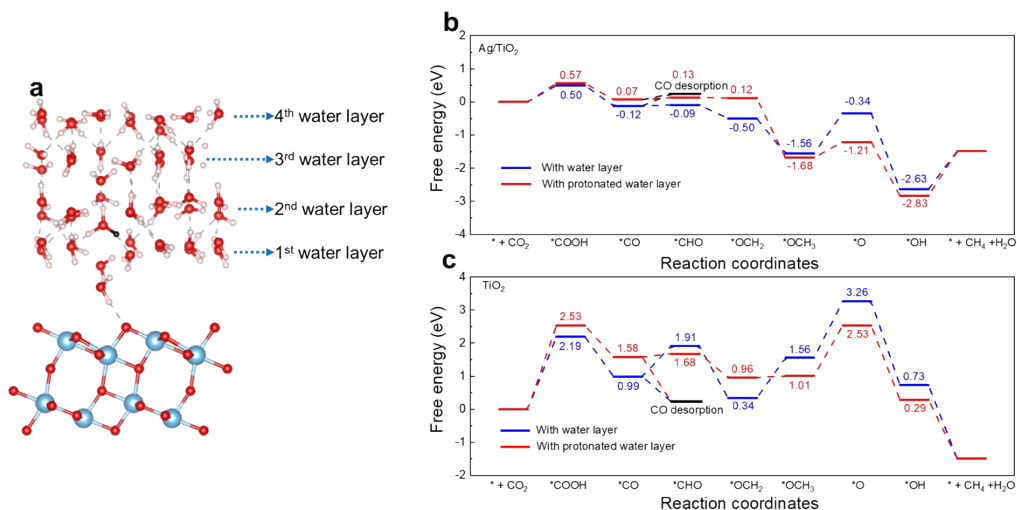 a
4th water layer
3rd water layer
2nd water layer
1st water layer
b
Ag/TiO2
Free energy (eV)
2
1
0
-1
-2
-3
-4
0.57
0.50
0.07
-0.12
0.13
CO desorption
-0.09
0.12
-0.50
-1.56
-1.68
-0.34
-1.21
-2.63
-2.83
With water layer
With protonated water layer
* + CO2 *COOH *CO *CHO *OCH2 *OCH3 *O *OH * + CH4 +H2O
Reaction coordinates
c
TiO2
Free energy (eV)
4
3
2
1
0
-1
-2
2.53
2.19
1.58
0.99
1.91
1.68
CO desorption
0.96
0.34
1.56
1.01
3.26
2.53
0.73
0.29
With water layer
With protonated water layer
* + CO2 *COOH *CO *CHO *OCH2 *OCH3 *O *OH * + CH4 +H2O
Reaction coordinates